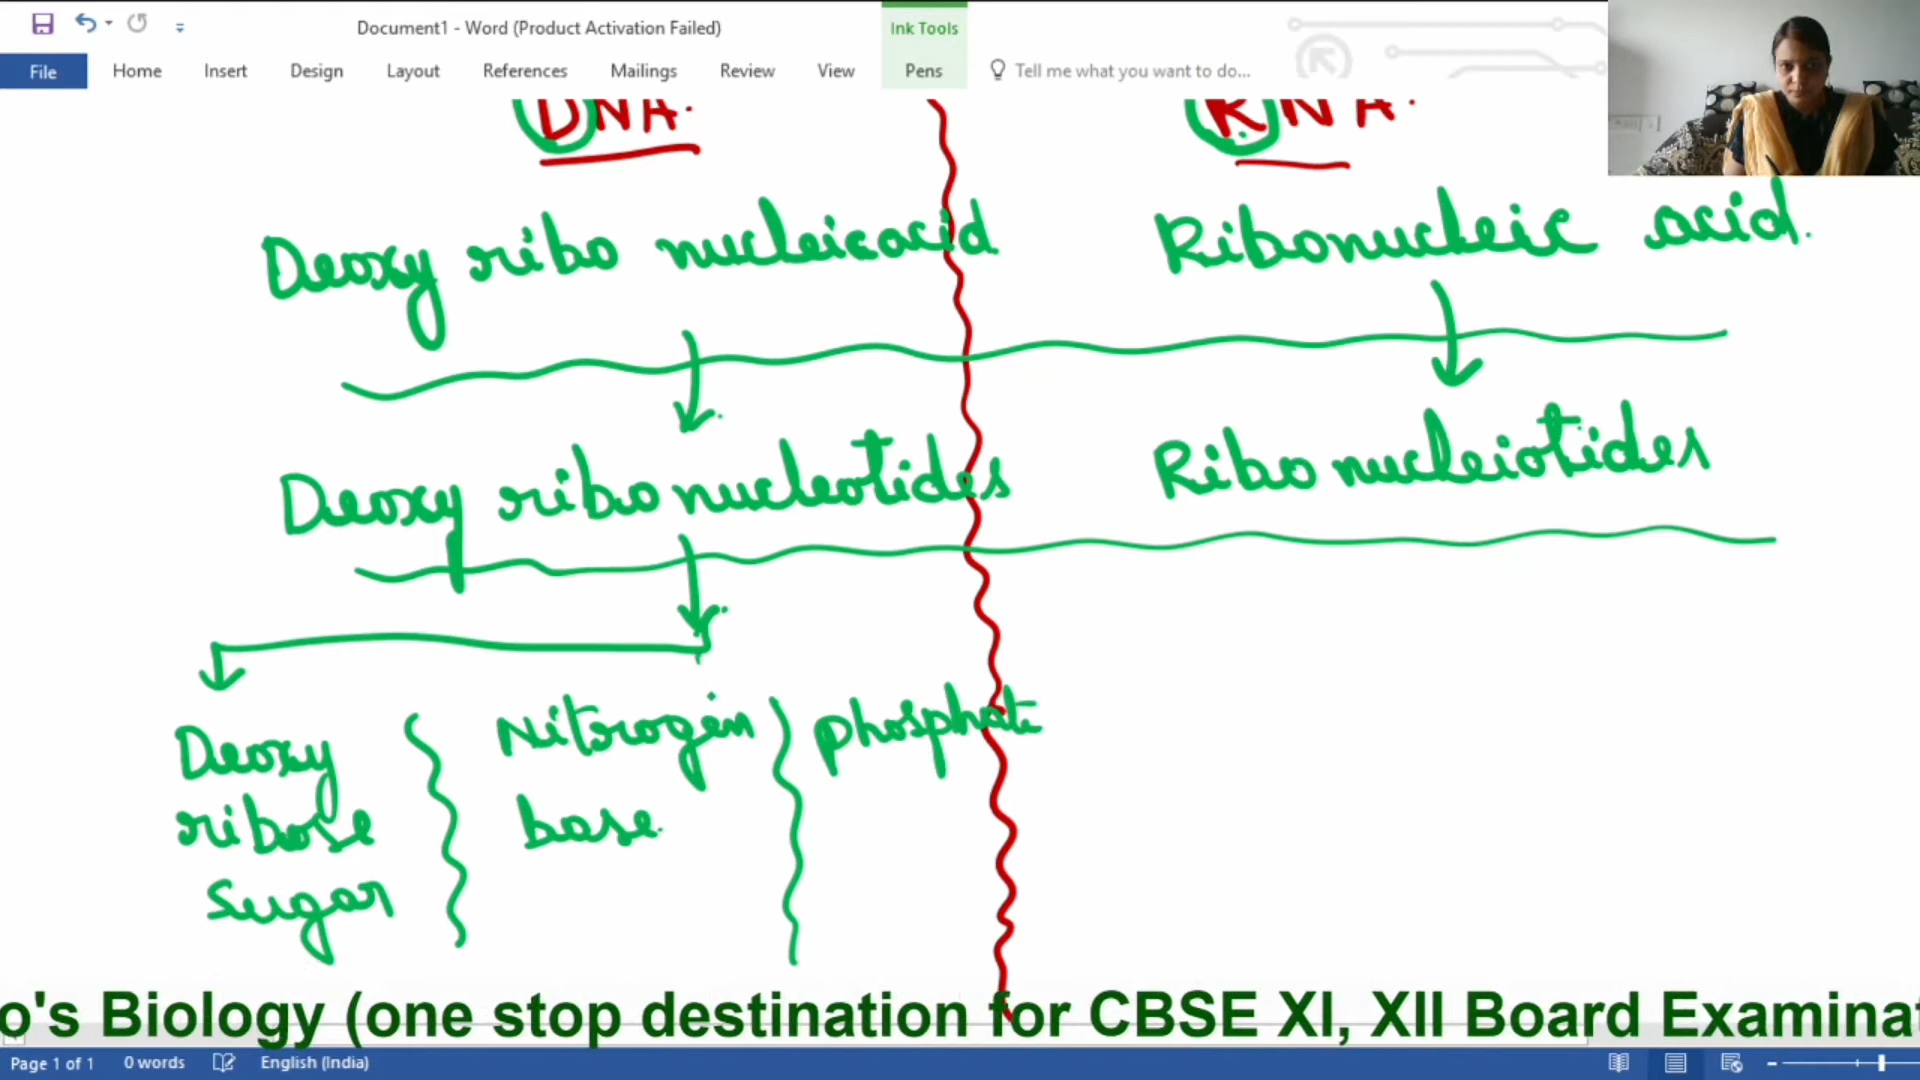 Document1 - Word (Product Activation Failed)
Ink Tools
File Home Insert Design Layout References Mailings Review View Pens Tell me what you want to do...
DNA. RNA.
Deoxy ribo nucleicacid Ribonucleic acid.
Deoxy ribo nucleotides Ribo nucleiotides
Deoxy Nitrogen phosphate
ribose base.
sugar
o's Biology (one stop destination for CBSE XI, XII Board Examinat
Page 1 of 1 0 words English (India)